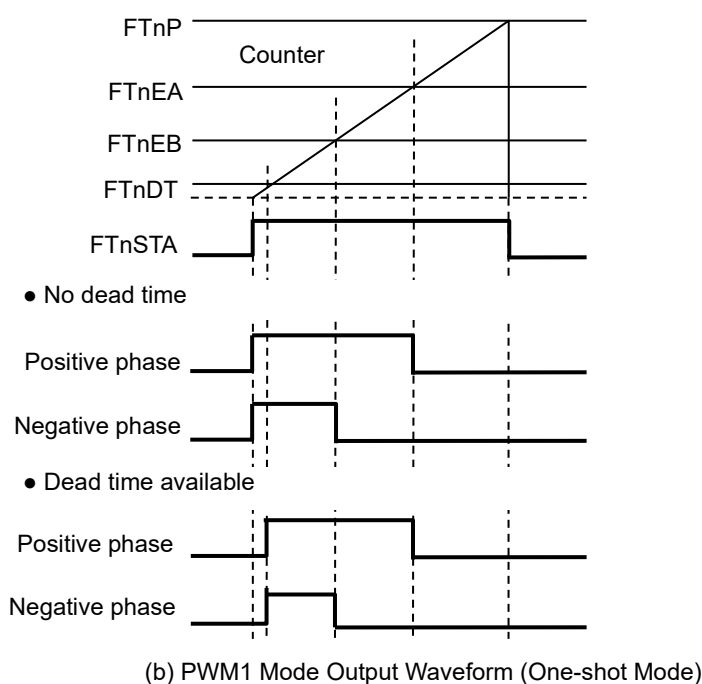 FTnP
Counter
FTnEA
FTnEB
FTnDT
FTnSTA
● No dead time
Positive phase
Negative phase
● Dead time available
Positive phase
Negative phase
(b) PWM1 Mode Output Waveform (One-shot Mode)